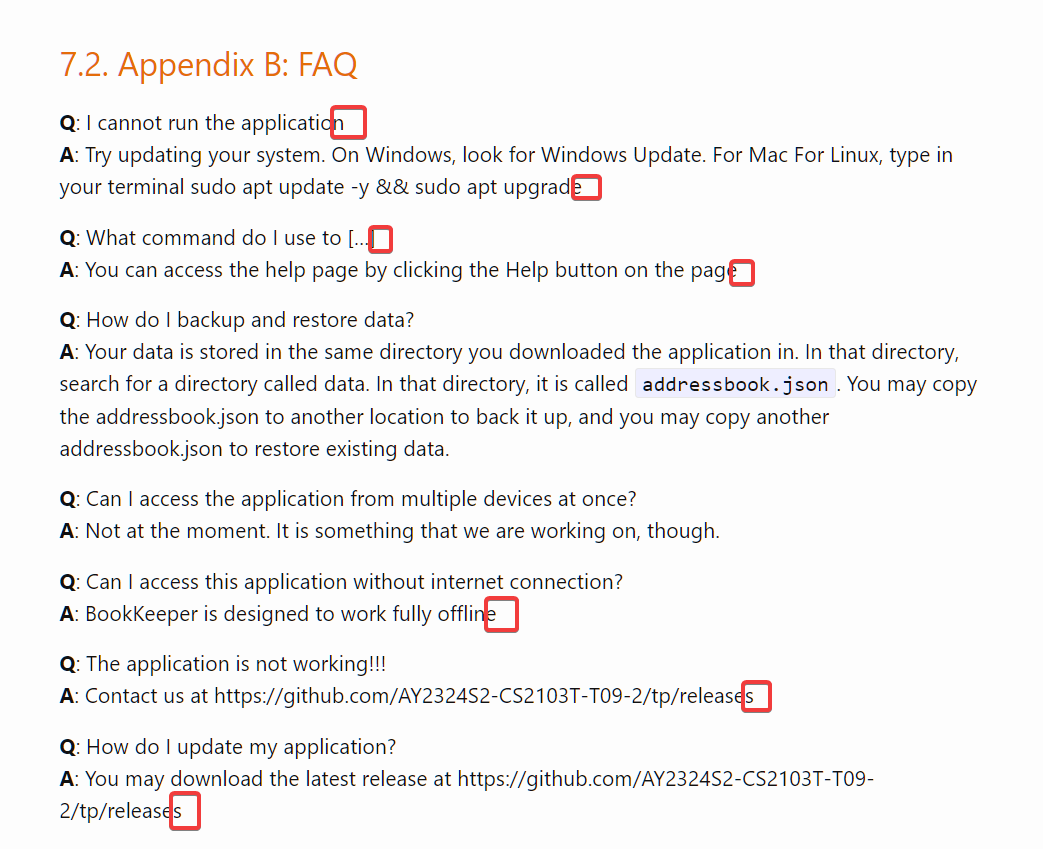 7.2. Appendix B: FAQ
Q: I cannot run the application
A: Try updating your system. On Windows, look for Windows Update. For Mac For Linux, type in
your terminal sudo apt update -y && sudo apt upgrade
Q: What command do I use to [...]
A: You can access the help page by clicking the Help button on the page
Q: How do I backup and restore data?
A: Your data is stored in the same directory you downloaded the application in. In that directory,
search for a directory called data. In that directory, it is called addressbook.json. You may copy
the addressbook.json to another location to back it up, and you may copy another
addressbook.json to restore existing data.
Q: Can I access the application from multiple devices at once?
A: Not at the moment. It is something that we are working on, though.
Q: Can I access this application without internet connection?
A: BookKeeper is designed to work fully offline
Q: The application is not working!!!
A: Contact us at https://github.com/AY2324S2-CS2103T-T09-2/tp/releases
Q: How do I update my application?
A: You may download the latest release at https://github.com/AY2324S2-CS2103T-T09-
2/tp/releases